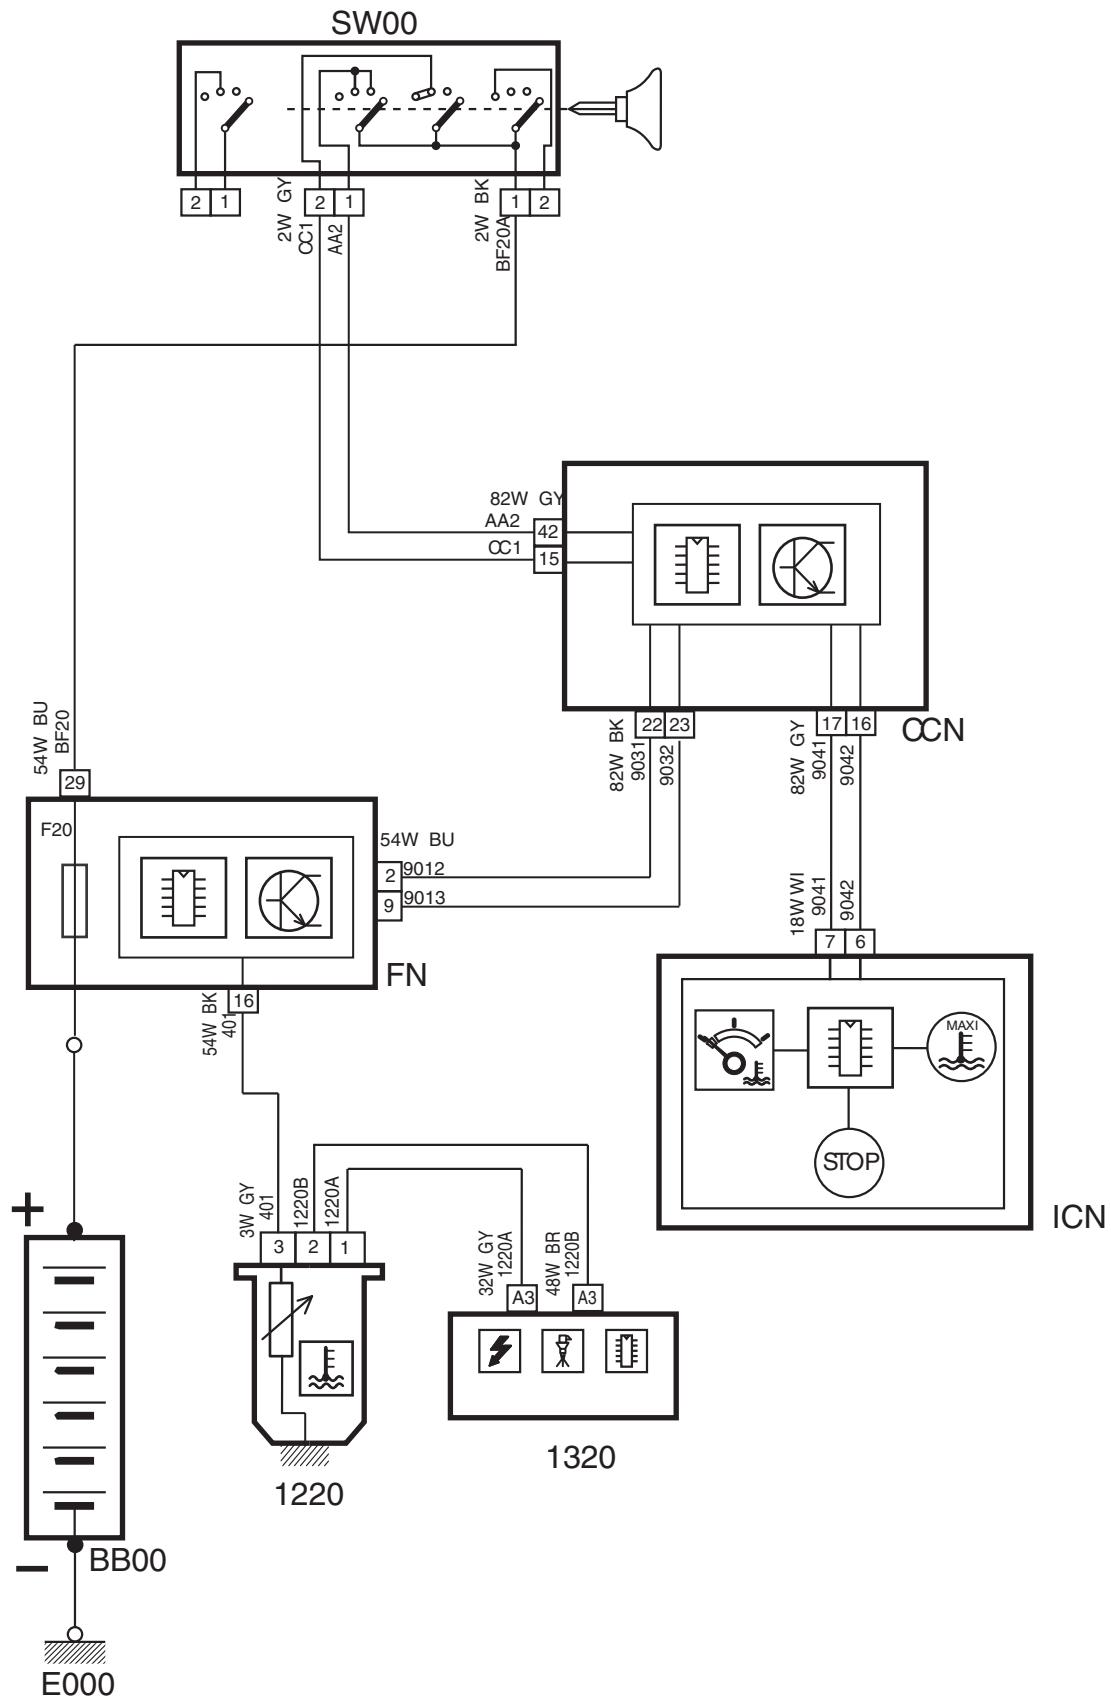 SW00
2
1
2
1
1
2
2W GY
CC1
AA2
2W BK
BF20A
82W GY
AA2
42
CC1
15
22
23
17
16
CCN
82W BK
9031
9032
82W GY
9041
9042
54W BU
BF20
29
F20
54W BU
2
9012
9
9013
FN
54W BK
401
16
18WWI
9041
9042
7
6
MAXI
STOP
ICN
3W GY
401
1220B
1220A
3
2
1
32W GY
1220A
48W BR
1220B
A3
A3
1320
1220
+
–
BB00
E000